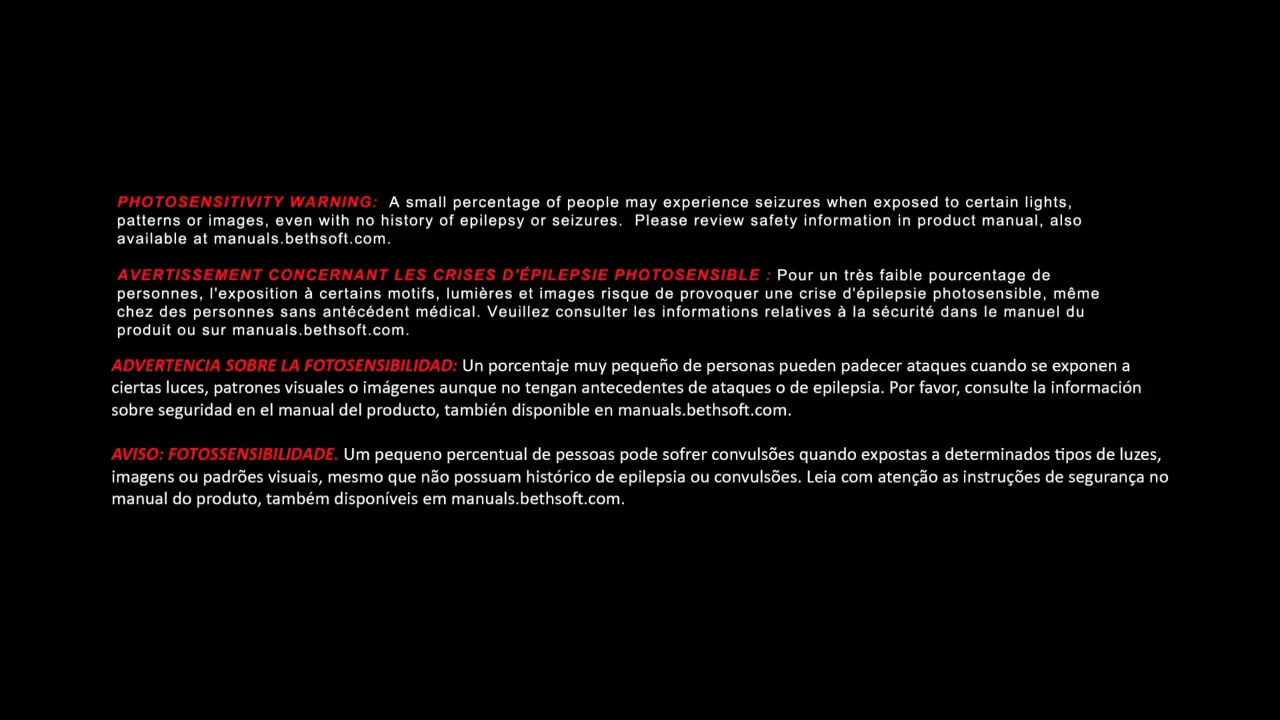 PHOTOSENSITIVITY WARNING: A small percentage of people may experience seizures when exposed to certain lights,
patterns or images, even with no history of epilepsy or seizures. Please review safety information in product manual, also
available at manuals.bethsoft.com.
AVERTISSEMENT CONCERNANT LES CRISES D'ÉPILEPSIE PHOTOSENSIBLE : Pour un très faible pourcentage de
personnes, l'exposition à certains motifs, lumières et images risque de provoquer une crise d'épilepsie photosensible, même
chez des personnes sans antécédent médical. Veuillez consulter les informations relatives à la sécurité dans le manuel du
produit ou sur manuals.bethsoft.com.
ADVERTENCIA SOBRE LA FOTOSENSIBILIDAD: Un porcentaje muy pequeño de personas pueden padecer ataques cuando se exponen a
ciertas luces, patrones visuales o imágenes aunque no tengan antecedentes de ataques o de epilepsia. Por favor, consulte la información
sobre seguridad en el manual del producto, también disponible en manuals.bethsoft.com.
AVISO: FOTOSSENSIBILIDADE. Um pequeno percentual de pessoas pode sofrer convulsões quando expostas a determinados tipos de luzes,
imagens ou padrões visuais, mesmo que não possuam histórico de epilepsia ou convulsões. Leia com atenção as instruções de segurança no
manual do produto, também disponíveis em manuals.bethsoft.com.